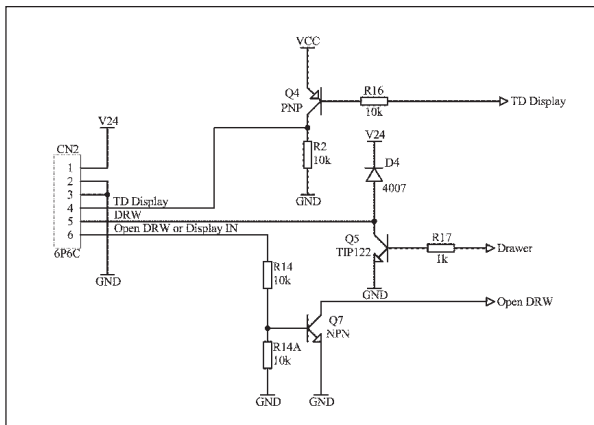 VCC
Q4
PNP
R16
10k
TD Display
V24
CN2
1
2
3
4
5
6
6P6C
R2
10k
GND
V24
D4
4007
TD Display
DRW
Open DRW or Display IN
Q5
TIP122
R17
1k
Drawer
GND
GND
R14
10k
Open DRW
Q7
NPN
R14A
10k
GND
GND